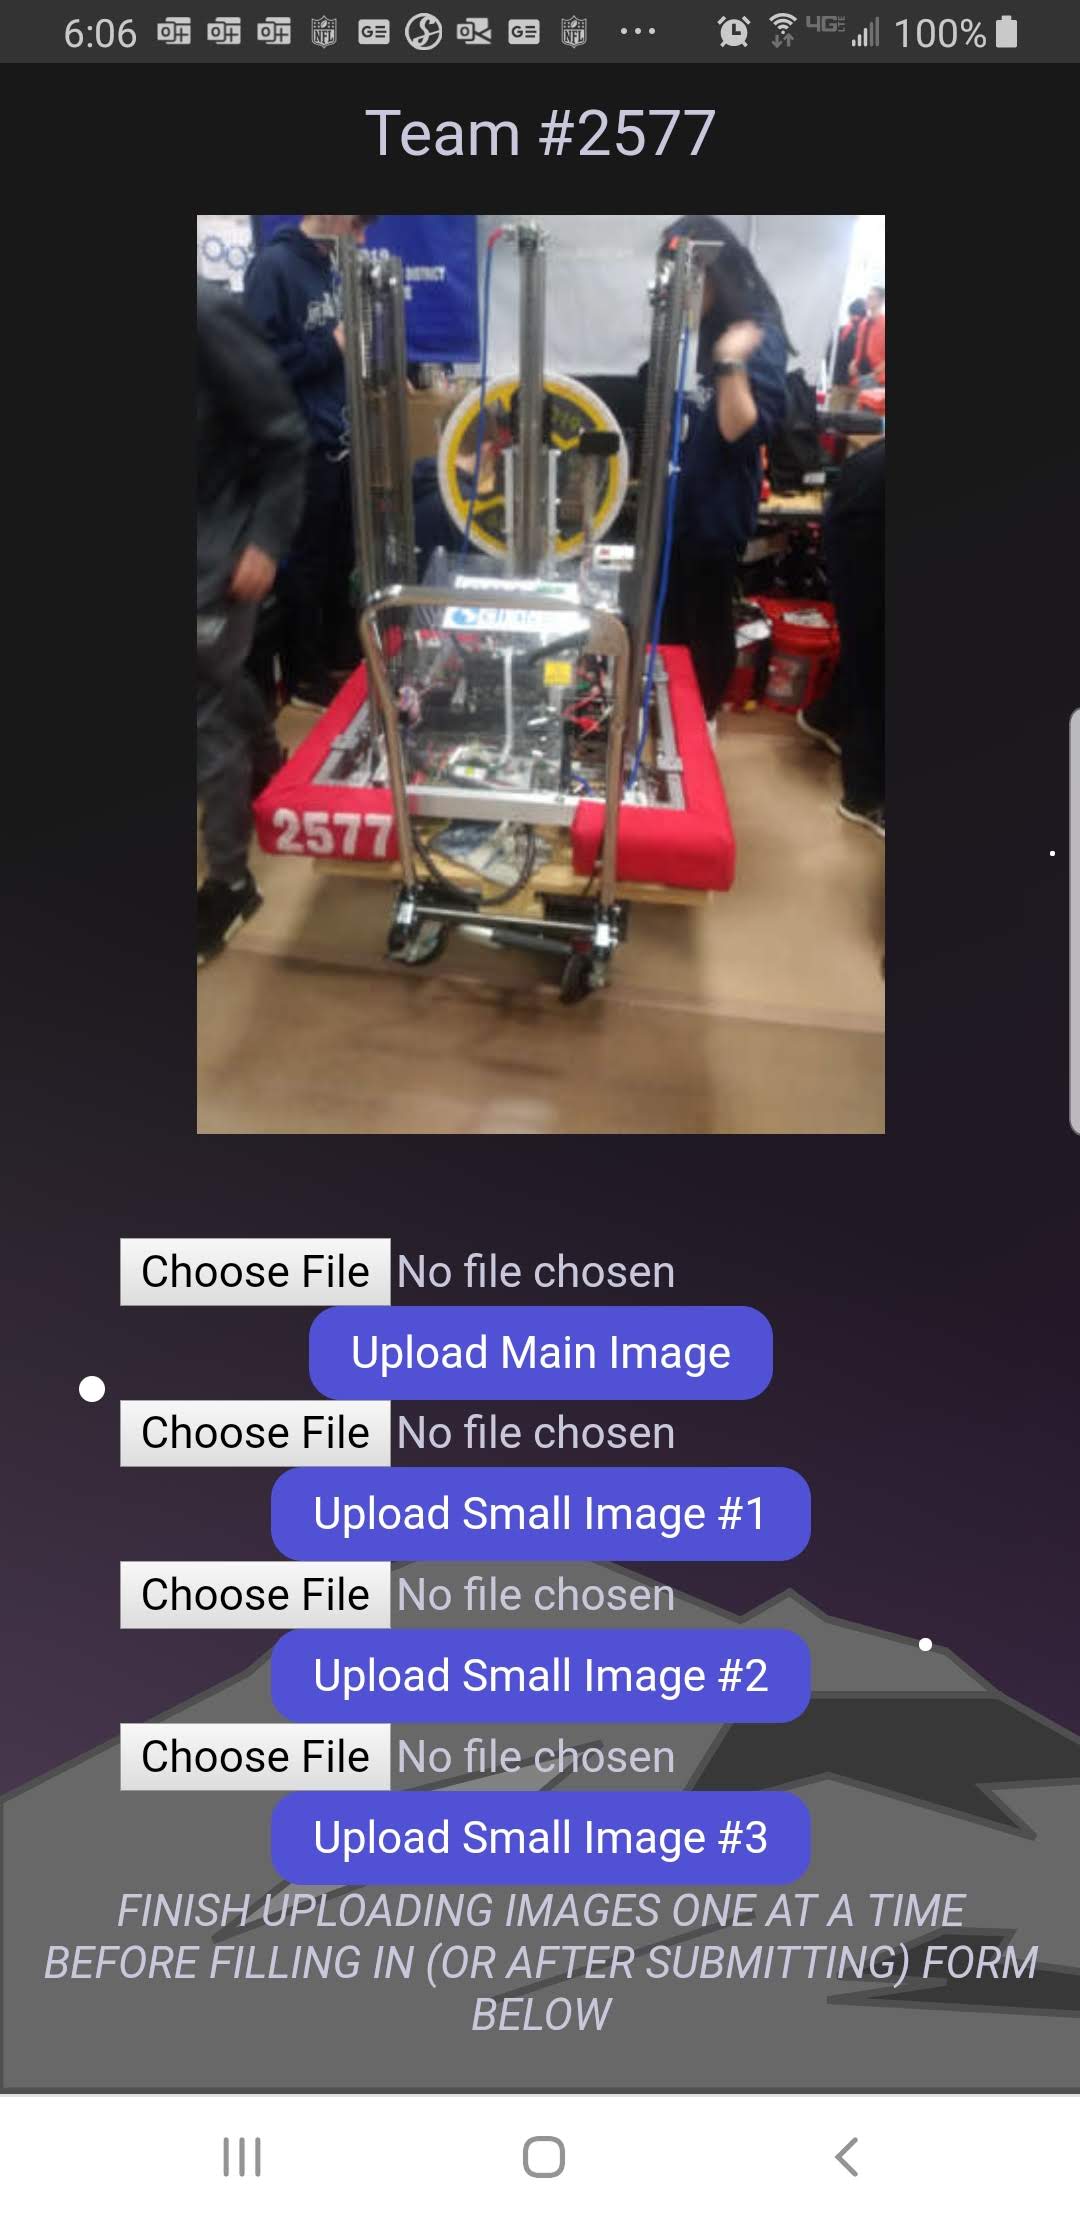 6:06 100%
Team #2577
2577
Choose File No file chosen
Upload Main Image
Choose File No file chosen
Upload Small Image #1
Choose File No file chosen
Upload Small Image #2
Choose File No file chosen
Upload Small Image #3
FINISH UPLOADING IMAGES ONE AT A TIME
BEFORE FILLING IN (OR AFTER SUBMITTING) FORM
BELOW